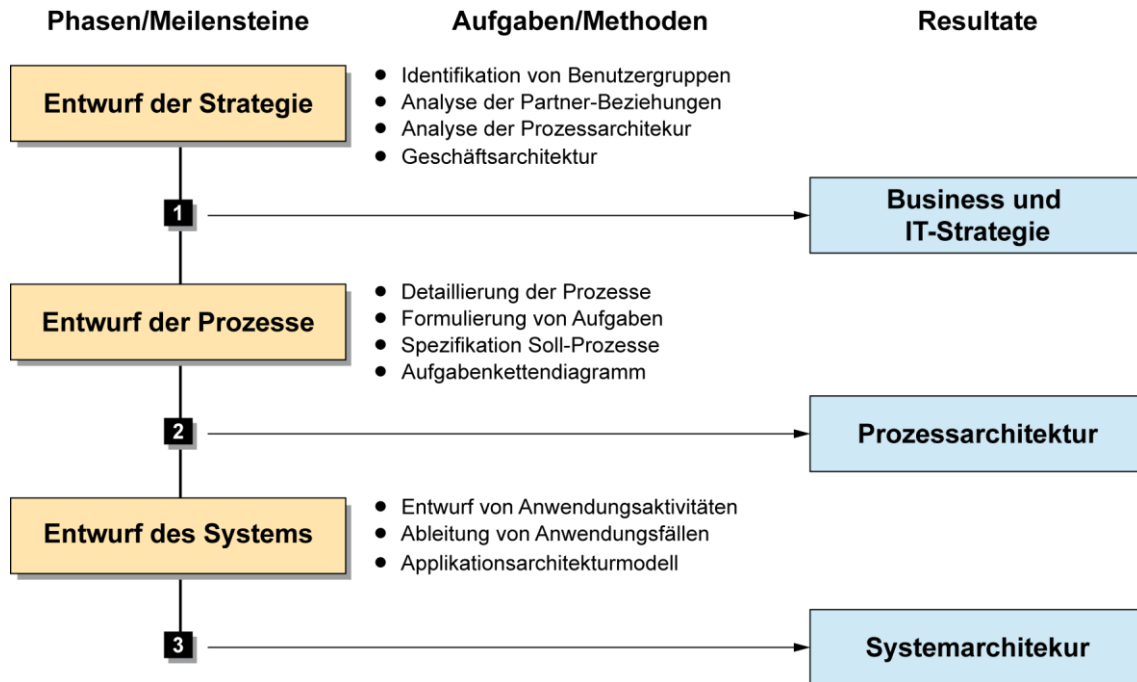 Phasen/Meilensteine
Aufgaben/Methoden
Resultate
Entwurf der Strategie
● Identifikation von Benutzergruppen
● Analyse der Partner-Beziehungen
● Analyse der Prozessarchitekur
● Geschäftsarchitektur
1
Business und
IT-Strategie
Entwurf der Prozesse
● Detaillierung der Prozesse
● Formulierung von Aufgaben
● Spezifikation Soll-Prozesse
● Aufgabenkettendiagramm
2
Prozessarchitektur
Entwurf des Systems
● Entwurf von Anwendungsaktivitäten
● Ableitung von Anwendungsfällen
● Applikationsarchitekturmodell
3
Systemarchitekur